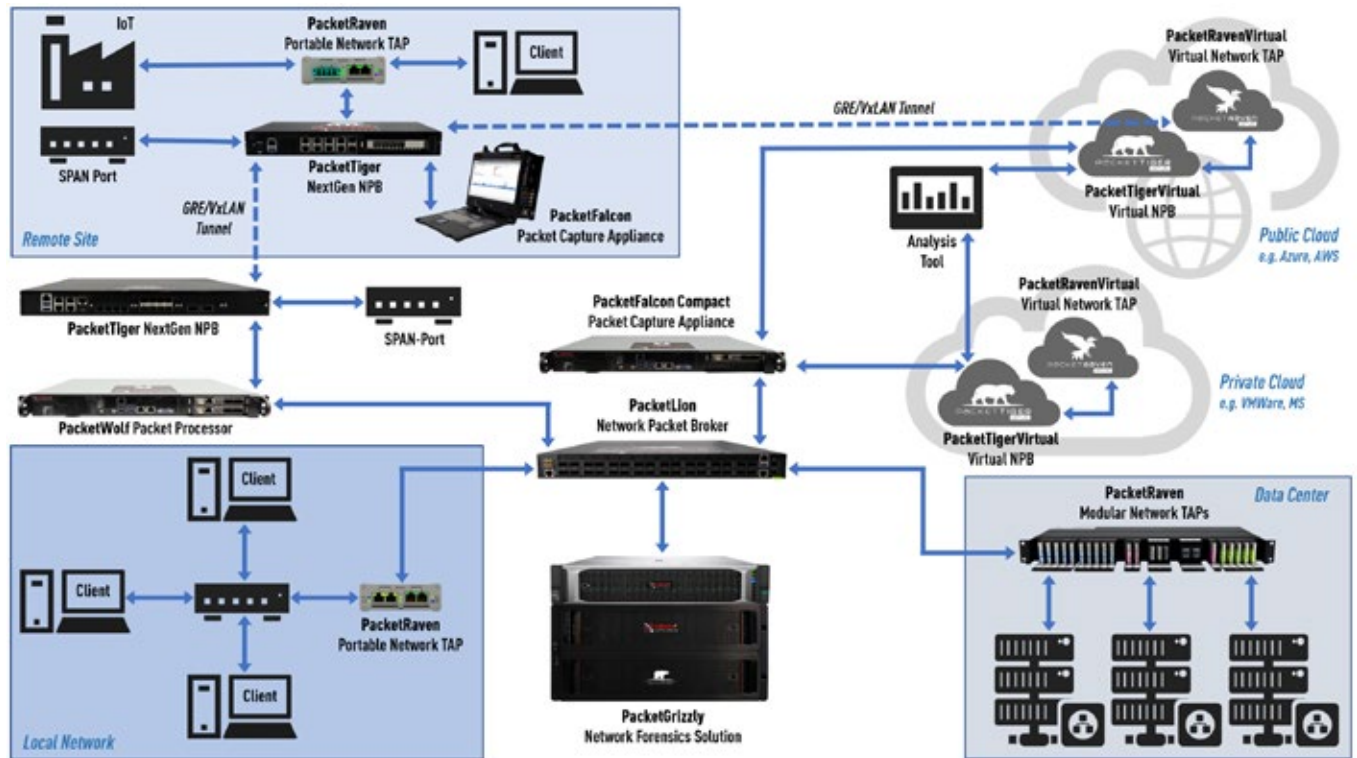 IoT
PacketRaven
Portable Network TAP
Client
SPAN Port
PacketTiger
NextGen NPB
PacketFalcon
Packet Capture Appliance
GRE/VxLAN
Tunnel
Remote Site
GRE/VxLAN Tunnel
PacketRavenVirtual
Virtual Network TAP
PACKETRAVEN
PACKETTIGER
PacketTigerVirtual
Virtual NPB
Public Cloud
e.g. Azure, AWS
Analysis
Tool
PacketTiger NextGen NPB
SPAN-Port
PacketFalcon Compact
Packet Capture Appliance
PacketRavenVirtual
Virtual Network TAP
PACKETRAVEN
PACKETTIGER
PacketTigerVirtual
Virtual NPB
Private Cloud
e.g. VMWare, MS
PacketWolf Packet Processor
PacketLion
Network Packet Broker
Client
Client
Client
PacketRaven
Portable Network TAP
Local Network
PacketGrizzly
Network Forensics Solution
PacketRaven
Modular Network TAPs
Data Center